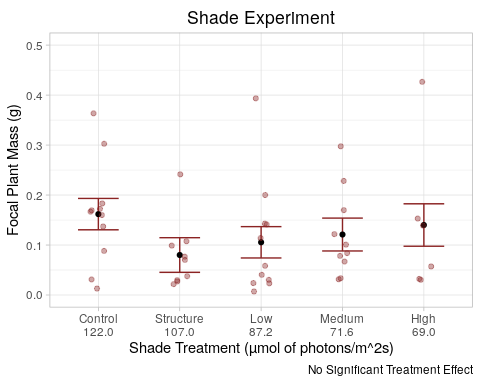 Shade Experiment
Focal Plant Mass (g)
0.5
0.4
0.3
0.2
0.1
0.0
Control Structure Low Medium High
122.0 107.0 87.2 71.6 69.0
Shade Treatment (μmol of photons/m^2s)
No Significant Treatment Effect